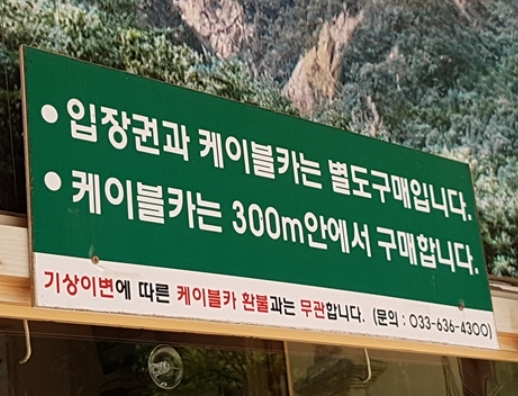 • 입장권과 케이블카는 별도구매입니다.
• 케이블카는 300m안에서 구매합니다.
기상이변에 따른 케이블카 환불과는 무관합니다. (문의 : 033-636-4300)